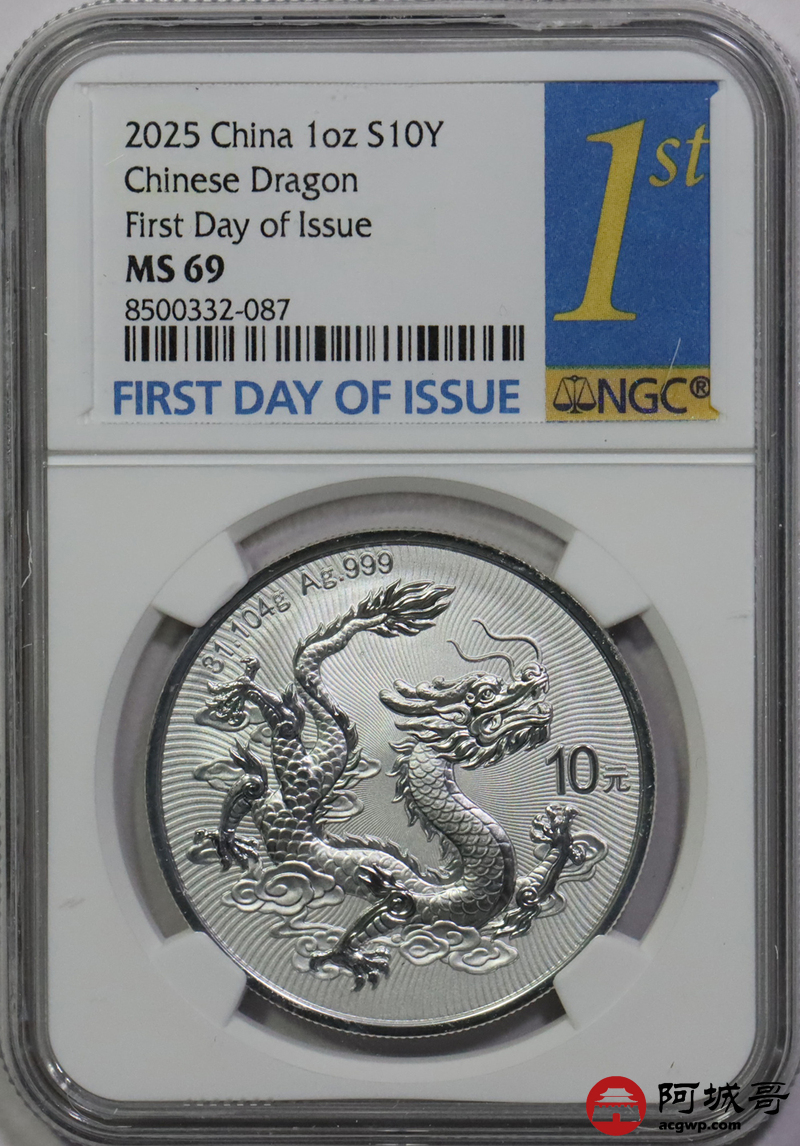 2025 China 1oz S10Y
Chinese Dragon
First Day of Issue
MS 69
8500332-087
FIRST DAY OF ISSUE
1st
NGC®
31.104g Ag.999
10元
阿城哥
acgwp.com